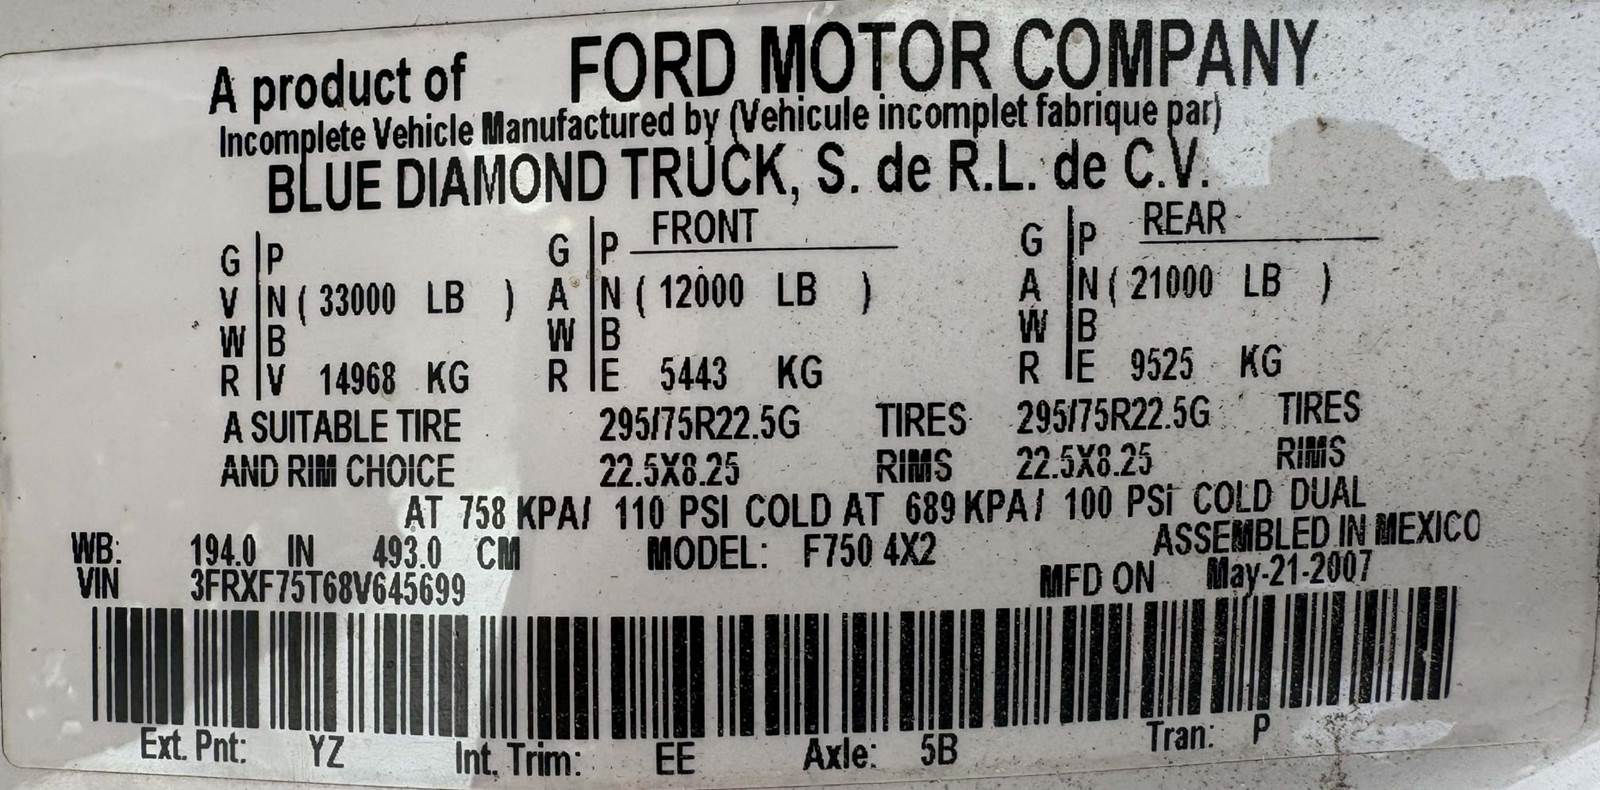 A product of FORD MOTOR COMPANY
Incomplete Vehicle Manufactured by (Vehicule incomplet fabrique par)
BLUE DIAMOND TRUCK, S. de R.L. de C.V.
G P G P FRONT G P REAR
V N ( 33000 LB ) A N ( 12000 LB ) A N ( 21000 LB )
W B W B W B
R V 14968 KG R E 5443 KG R E 9525 KG
A SUITABLE TIRE 295/75R22.5G TIRES 295/75R22.5G TIRES
AND RIM CHOICE 22.5X8.25 RIMS 22.5X8.25 RIMS
AT 758 KPA/ 110 PSI COLD AT 689 KPA/ 100 PSI COLD DUAL
WB: 194.0 IN 493.0 CM MODEL: F750 4X2 ASSEMBLED IN MEXICO
VIN 3FRXF75T68V645699 MFD ON May-21-2007
Ext. Pnt: YZ Int. Trim: EE Axle: 5B Tran: P